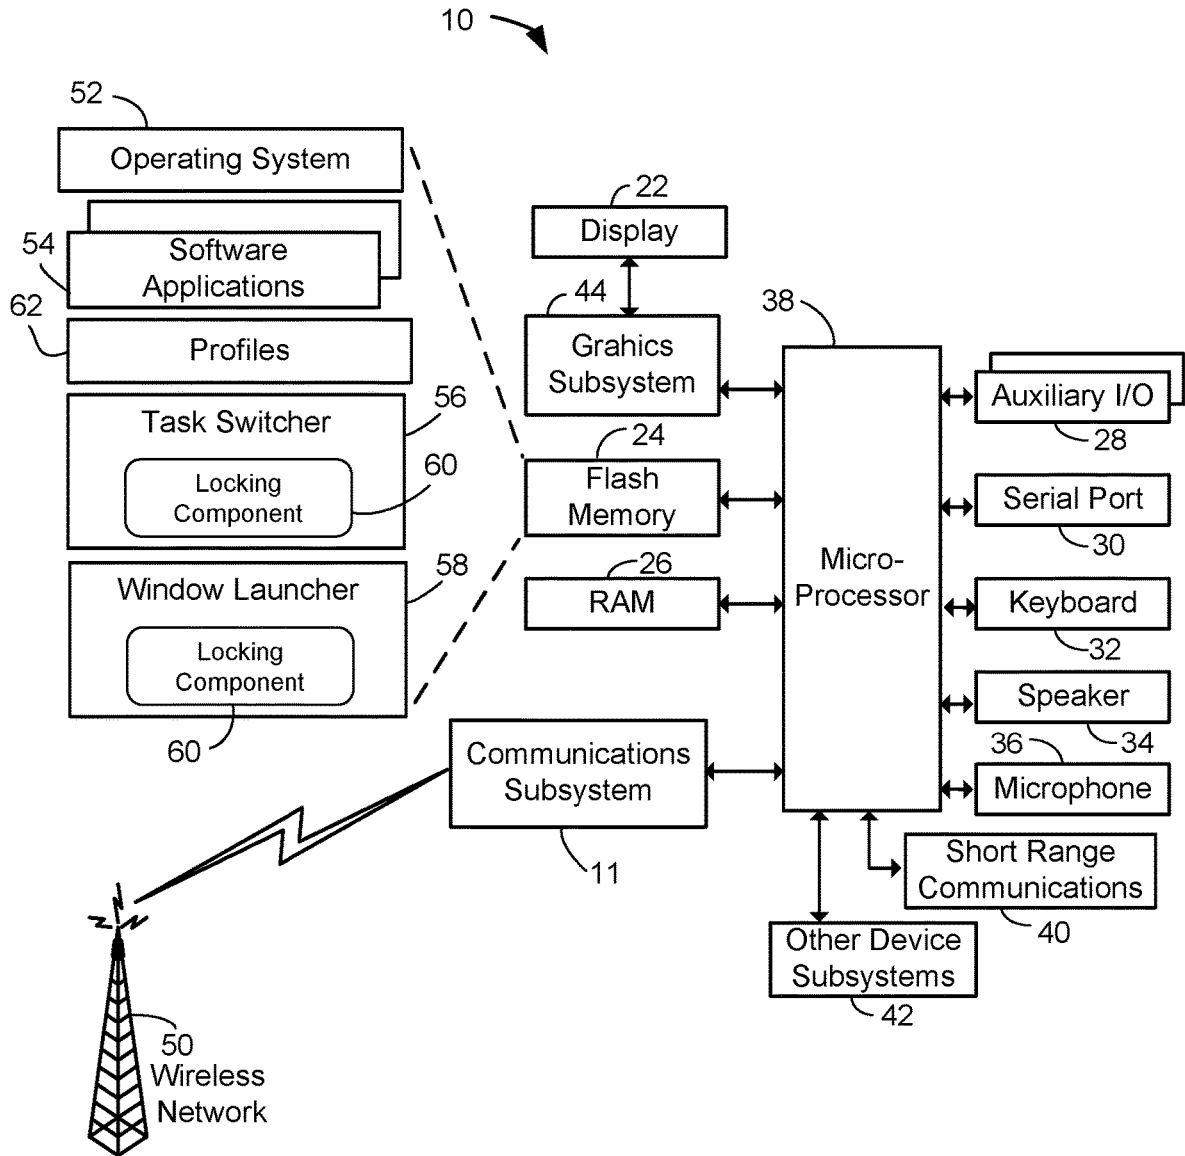 10
52
Operating System
54
Software
Applications
62
Profiles
56
Task Switcher
60
Locking
Component
58
Window Launcher
Locking
Component
60
22
Display
44
Grahics
Subsystem
24
Flash
Memory
26
RAM
Communications
Subsystem
11
38
Micro-
Processor
Auxiliary I/O
28
Serial Port
30
Keyboard
32
Speaker
34
36
Microphone
Short Range
Communications
40
Other Device
Subsystems
42
50
Wireless
Network